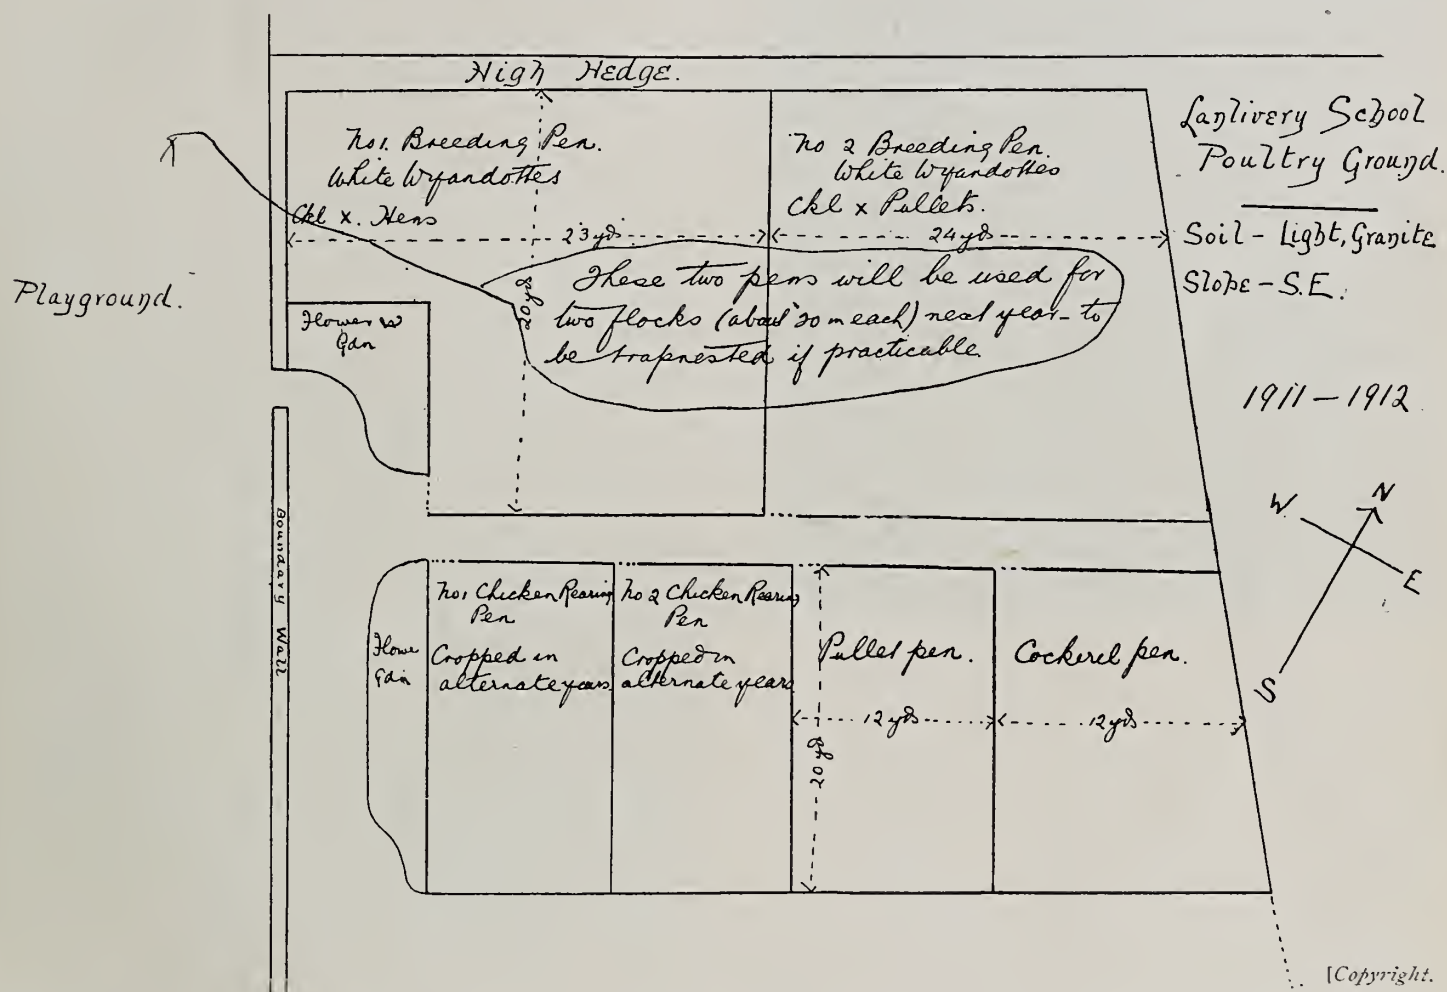 High Hedge.
Lanlivery School
Poultry Ground.
Soil - Light, Granite
Slope - S.E.
1911 - 1912
Playground.
No 1. Breeding Pen.
White Wyandottes
Ckl x. Hens
23 yds.
20 yds
No 2 Breeding Pen.
White Wyandottes
Ckl x Pullets.
24 yds
These two pens will be used for
two flocks (about 20 in each) next year - to
be trapnested if practicable.
Flower
Gdn
Boundary Wall
Flower
Gdn
No 1 Chicken Rearing
Pen
Cropped in
alternate years
No 2 Chicken Rearing
Pen
Cropped in
alternate years
Pullet pen.
12 yds
20 yds
Cockerel pen.
12 yds
N
W
E
S
[Copyright.